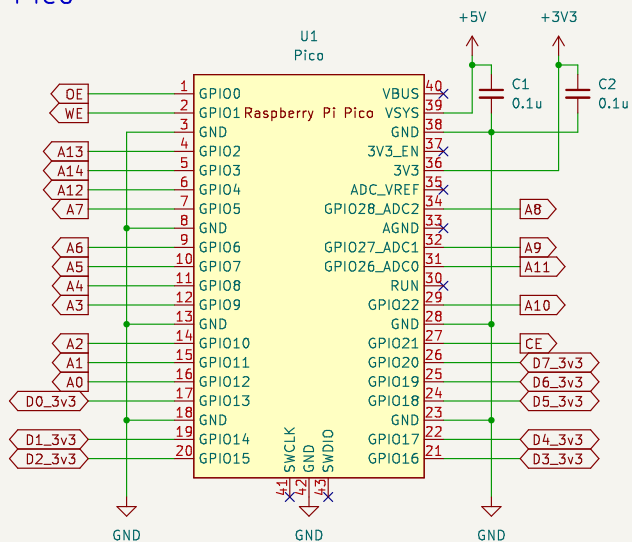 Pico
+5V +3V3
U1
Pico
C1 0.1u
C2 0.1u
Raspberry Pi Pico
OE 1 GPIO0
WE 2 GPIO1
3 GND
A13 4 GPIO2
A14 5 GPIO3
A12 6 GPIO4
A7 7 GPIO5
8 GND
A6 9 GPIO6
A5 10 GPIO7
A4 11 GPIO8
A3 12 GPIO9
13 GND
A2 14 GPIO10
A1 15 GPIO11
A0 16 GPIO12
D0_3v3 17 GPIO13
18 GND
D1_3v3 19 GPIO14
D2_3v3 20 GPIO15
VBUS 40
VSYS 39
GND 38
3V3_EN 37
3V3 36
ADC_VREF 35
GPIO28_ADC2 34 A8
AGND 33
GPIO27_ADC1 32 A9
GPIO26_ADC0 31 A11
RUN 30
GPIO22 29 A10
GND 28
GPIO21 27 CE
GPIO20 26 D7_3v3
GPIO19 25 D6_3v3
GPIO18 24 D5_3v3
GND 23
GPIO17 22 D4_3v3
GPIO16 21 D3_3v3
SWCLK 41
GND 42
SWDIO 43
GND GND GND